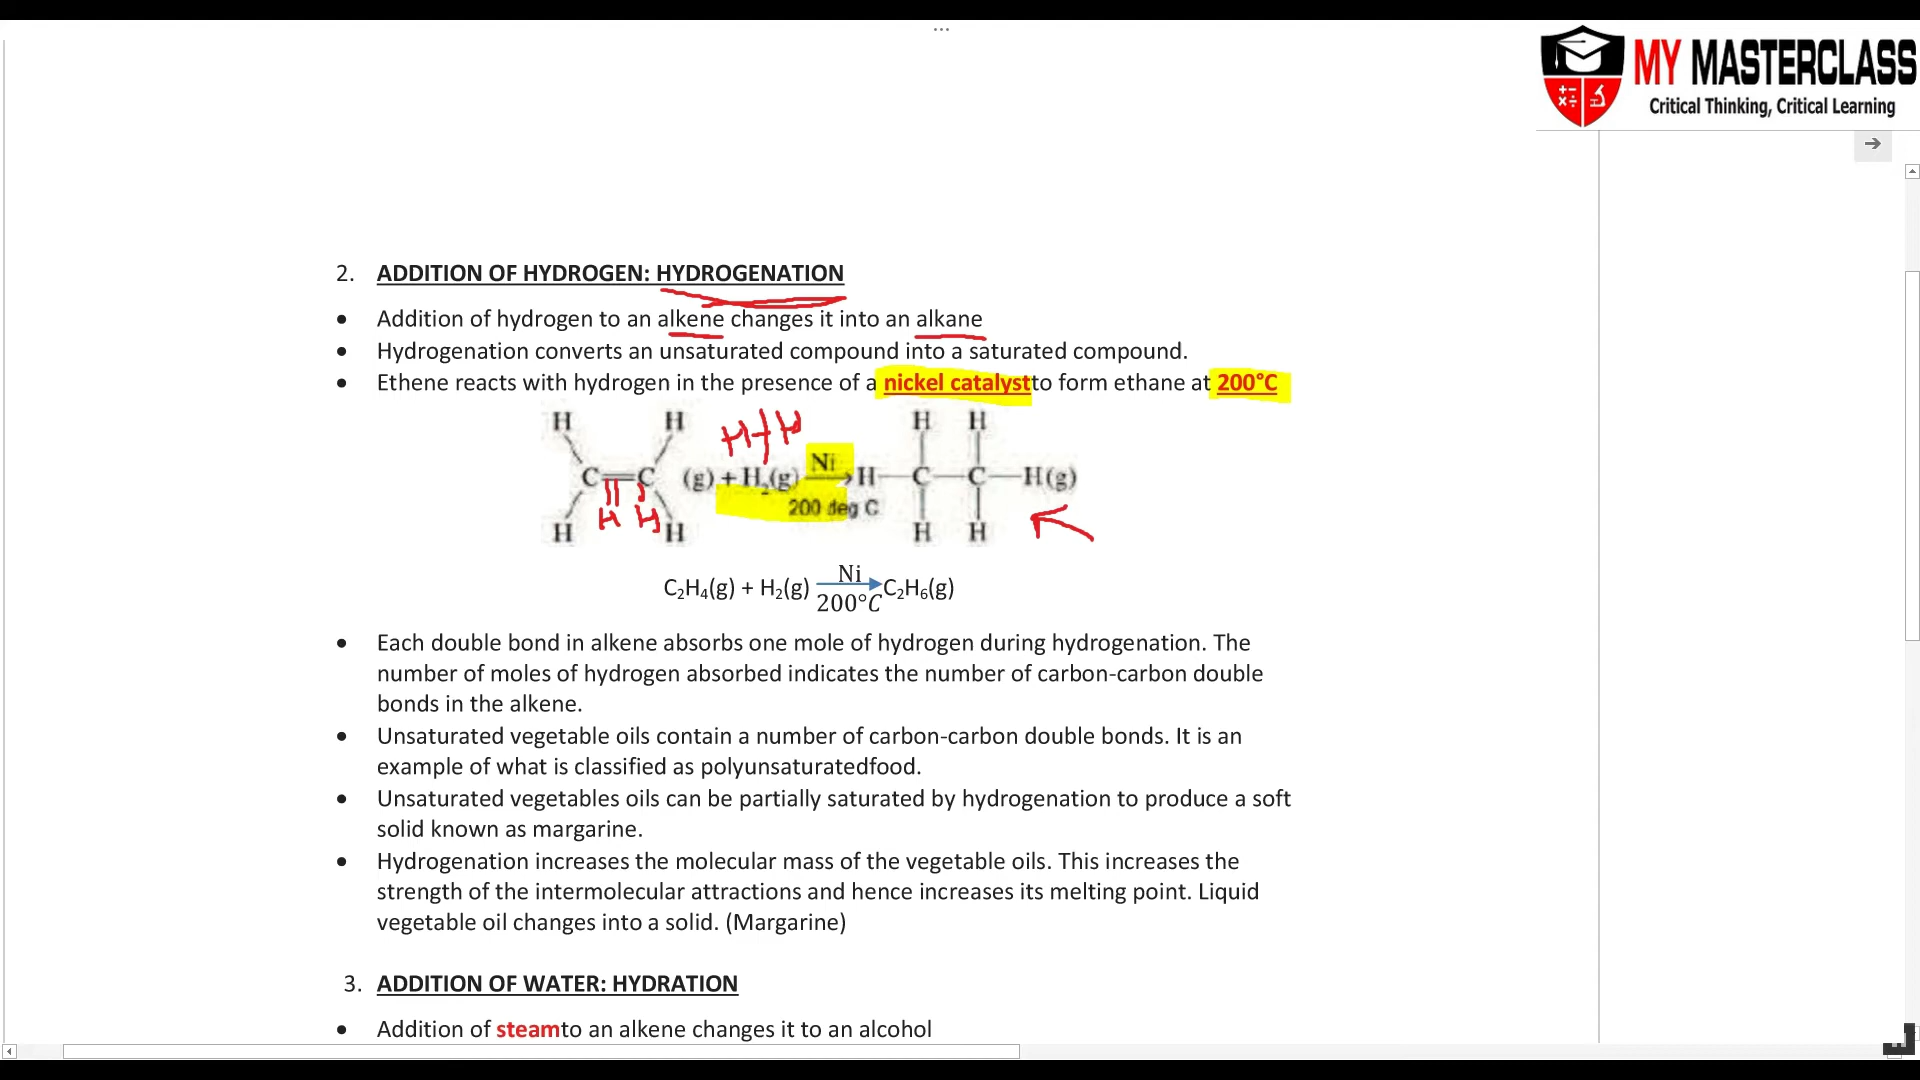 ...
MY MASTERCLASS
Critical Thinking, Critical Learning
2. ADDITION OF HYDROGEN: HYDROGENATION
• Addition of hydrogen to an alkene changes it into an alkane
• Hydrogenation converts an unsaturated compound into a saturated compound.
• Ethene reacts with hydrogen in the presence of a nickel catalystto form ethane at 200°C
H H H H H H
C C (g) + H₂(g) Ni H C C H(g)
200 deg C
H H H H H H
C₂H₄(g) + H₂(g) Ni 200°C C₂H₆(g)
• Each double bond in alkene absorbs one mole of hydrogen during hydrogenation. The
number of moles of hydrogen absorbed indicates the number of carbon-carbon double
bonds in the alkene.
• Unsaturated vegetable oils contain a number of carbon-carbon double bonds. It is an
example of what is classified as polyunsaturatedfood.
• Unsaturated vegetables oils can be partially saturated by hydrogenation to produce a soft
solid known as margarine.
• Hydrogenation increases the molecular mass of the vegetable oils. This increases the
strength of the intermolecular attractions and hence increases its melting point. Liquid
vegetable oil changes into a solid. (Margarine)
3. ADDITION OF WATER: HYDRATION
• Addition of steamto an alkene changes it to an alcohol